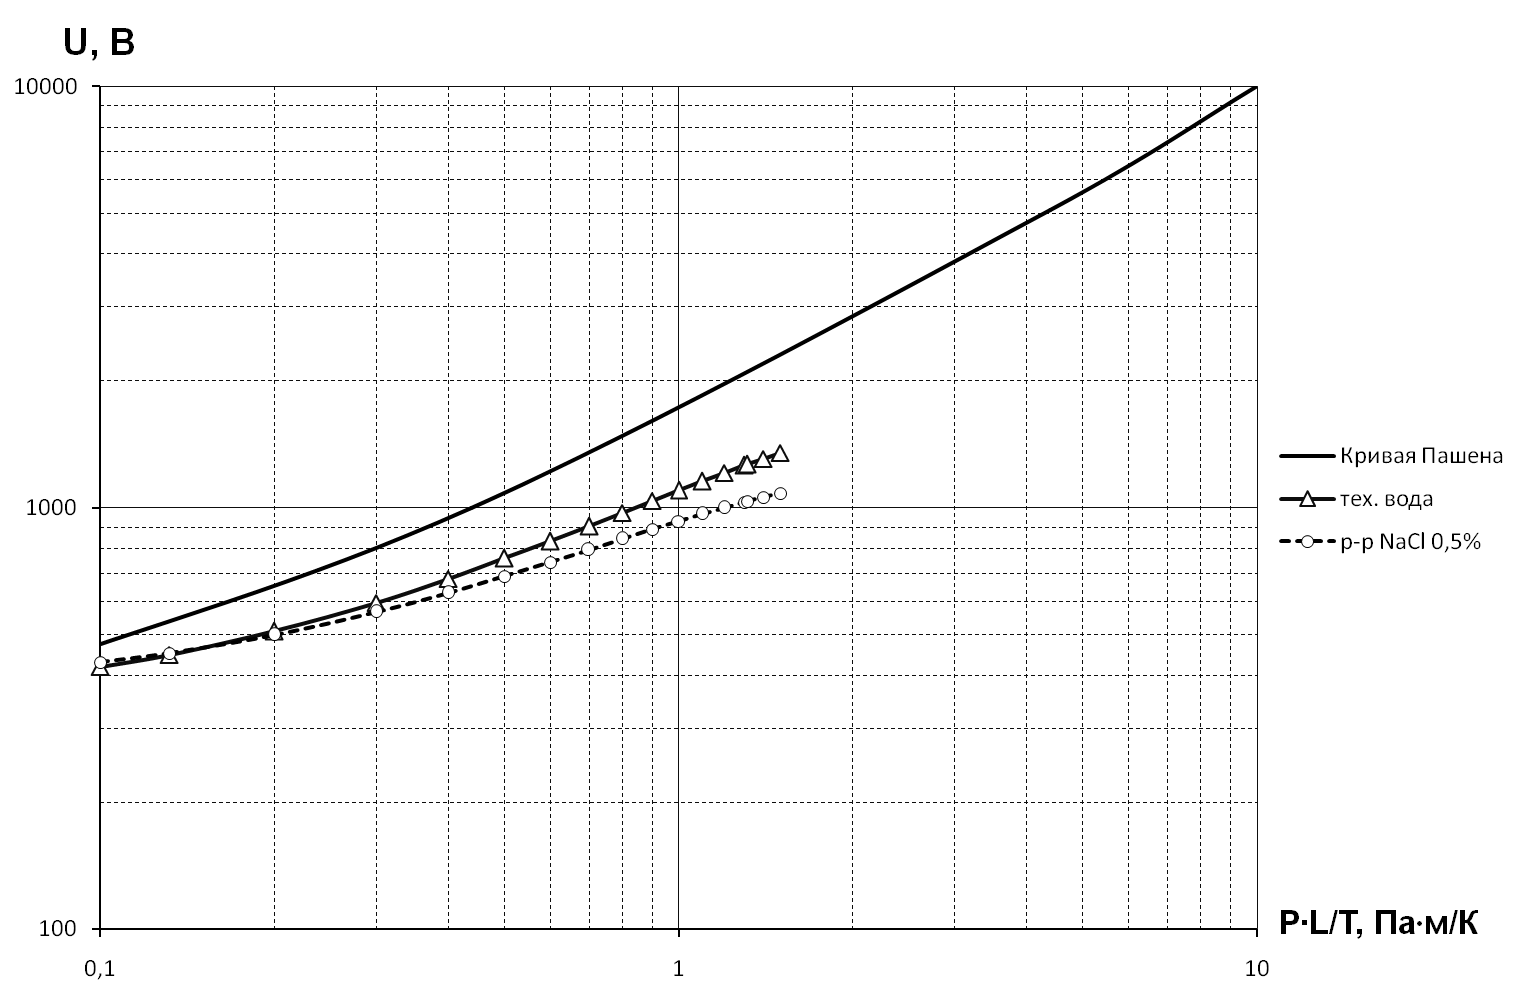 U, В
10000
1000
100
0,1
1
10
P·L/T, Па·м/К
Кривая Пашена
тех. вода
р-р NaCl 0,5%